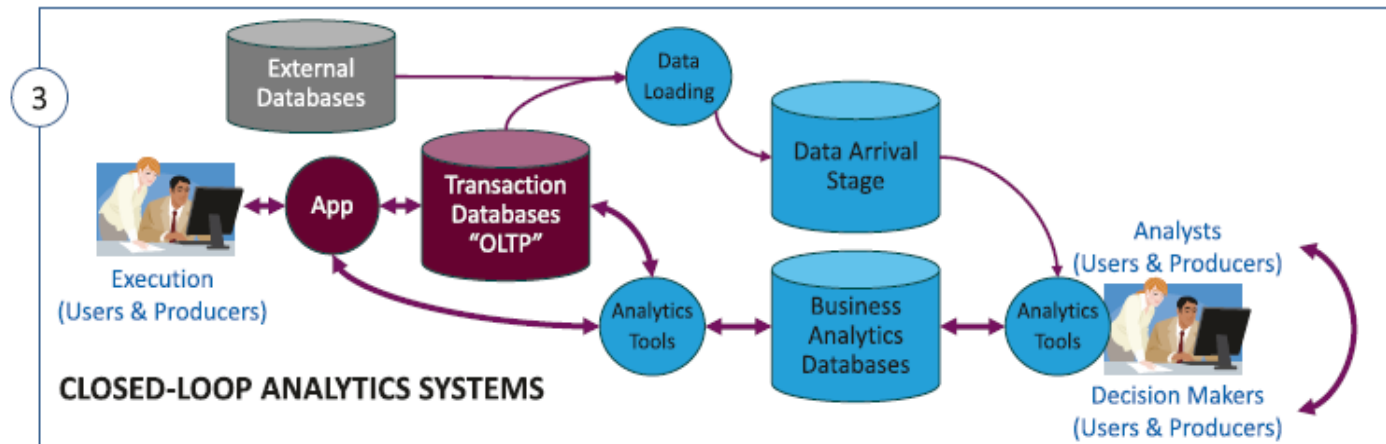 3
External
Databases
Data
Loading
Data Arrival
Stage
App
Transaction
Databases
“OLTP”
Execution
(Users & Producers)
Analytics
Tools
Business
Analytics
Databases
Analytics
Tools
Analysts
(Users & Producers)
Decision Makers
(Users & Producers)
CLOSED-LOOP ANALYTICS SYSTEMS